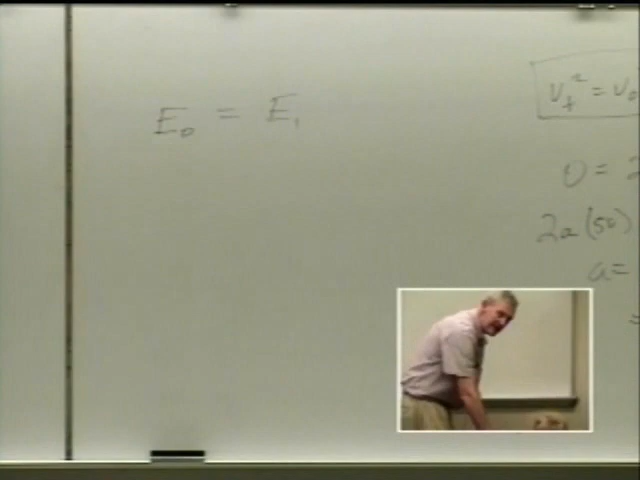 E₀ = E₁
v_f² = v₀
0 = 2
2a(50)
a =
=